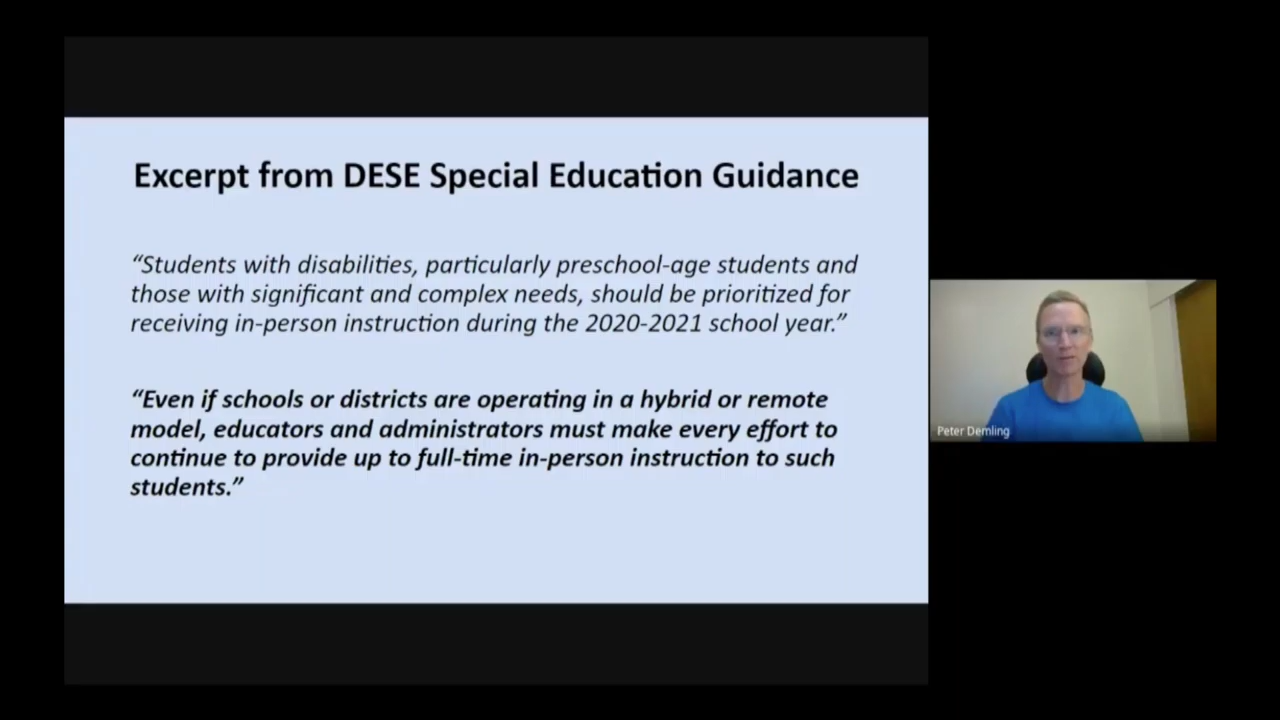 Excerpt from DESE Special Education Guidance
“Students with disabilities, particularly preschool-age students and
those with significant and complex needs, should be prioritized for
receiving in-person instruction during the 2020-2021 school year.”
“Even if schools or districts are operating in a hybrid or remote
model, educators and administrators must make every effort to
continue to provide up to full-time in-person instruction to such
students.”
Peter Demling